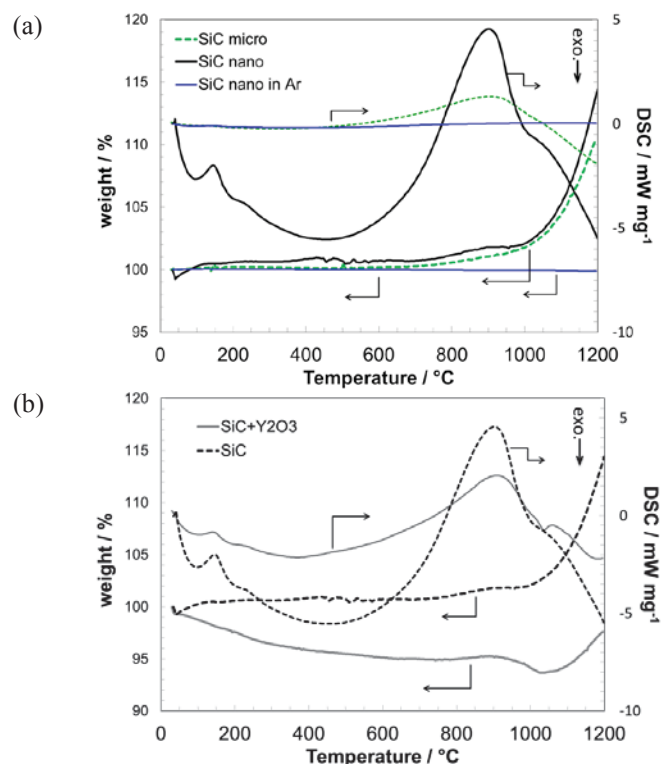 (a)
SiC micro
SiC nano
SiC nano in Ar
exo.
weight / %
120
115
110
105
100
95
5
0
-5
-10
DSC / mW mg-1
0 200 400 600 800 1000 1200
Temperature / °C
(b)
SiC+Y2O3
SiC
exo.
weight / %
120
115
110
105
100
95
90
5
0
-5
-10
DSC / mW mg-1
0 200 400 600 800 1000 1200
Temperature / °C